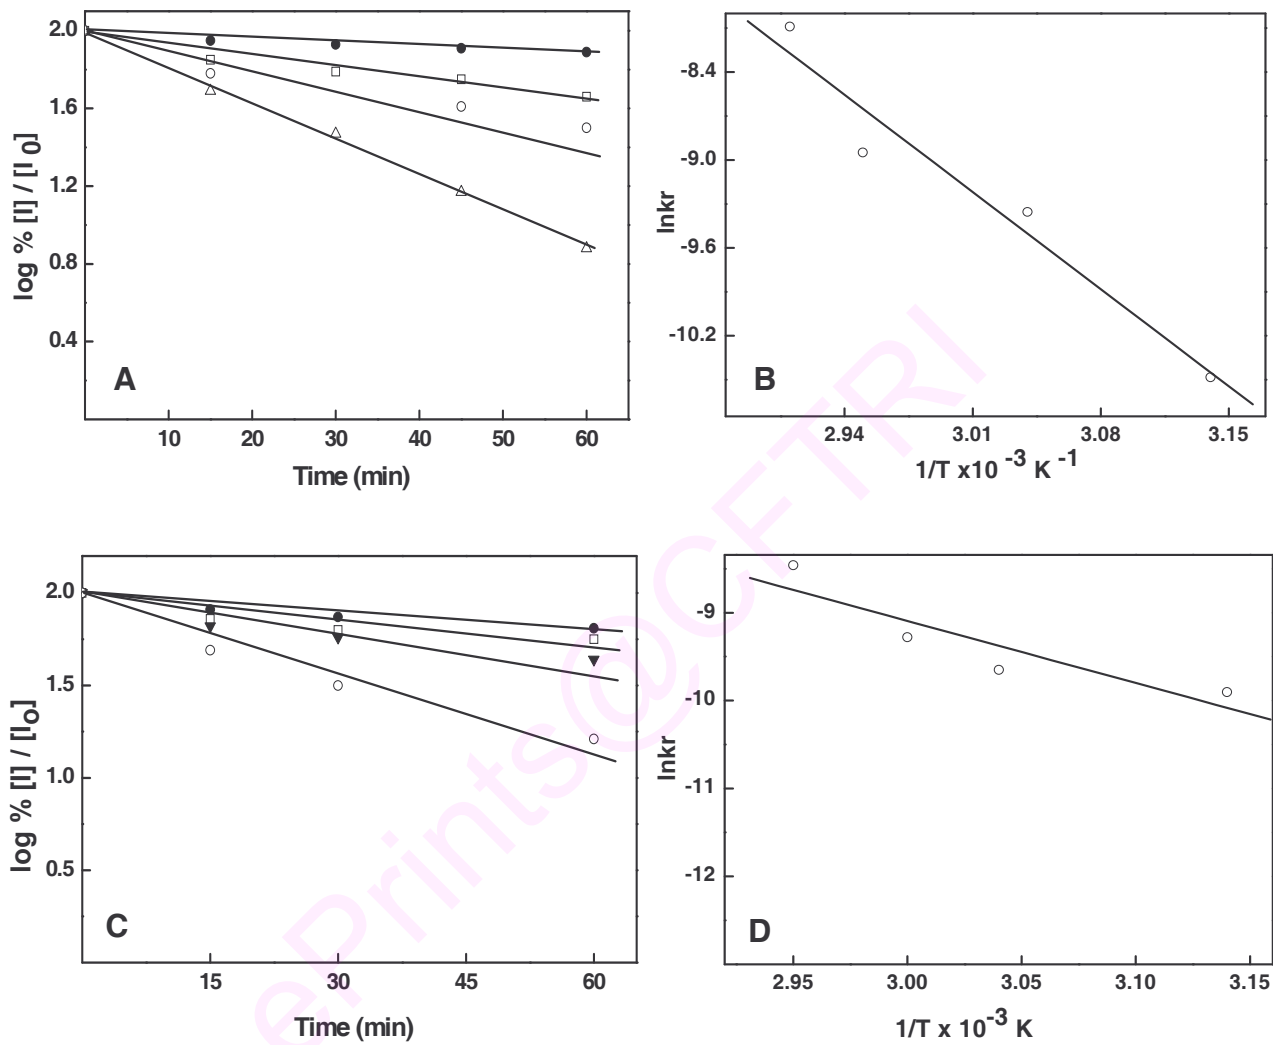 2.0
1.6
1.2
0.8
0.4
log % [I] / [I 0]
A
10 20 30 40 50 60
Time (min)
-8.4
-9.0
-9.6
-10.2
lnkr
B
2.94 3.01 3.08 3.15
1/T x10 -3 K -1
2.0
1.5
1.0
0.5
log % [I] / [Io]
C
15 30 45 60
Time (min)
-9
-10
-11
-12
lnkr
D
2.95 3.00 3.05 3.10 3.15
1/T x 10-3 K
ePrints@CFTRI